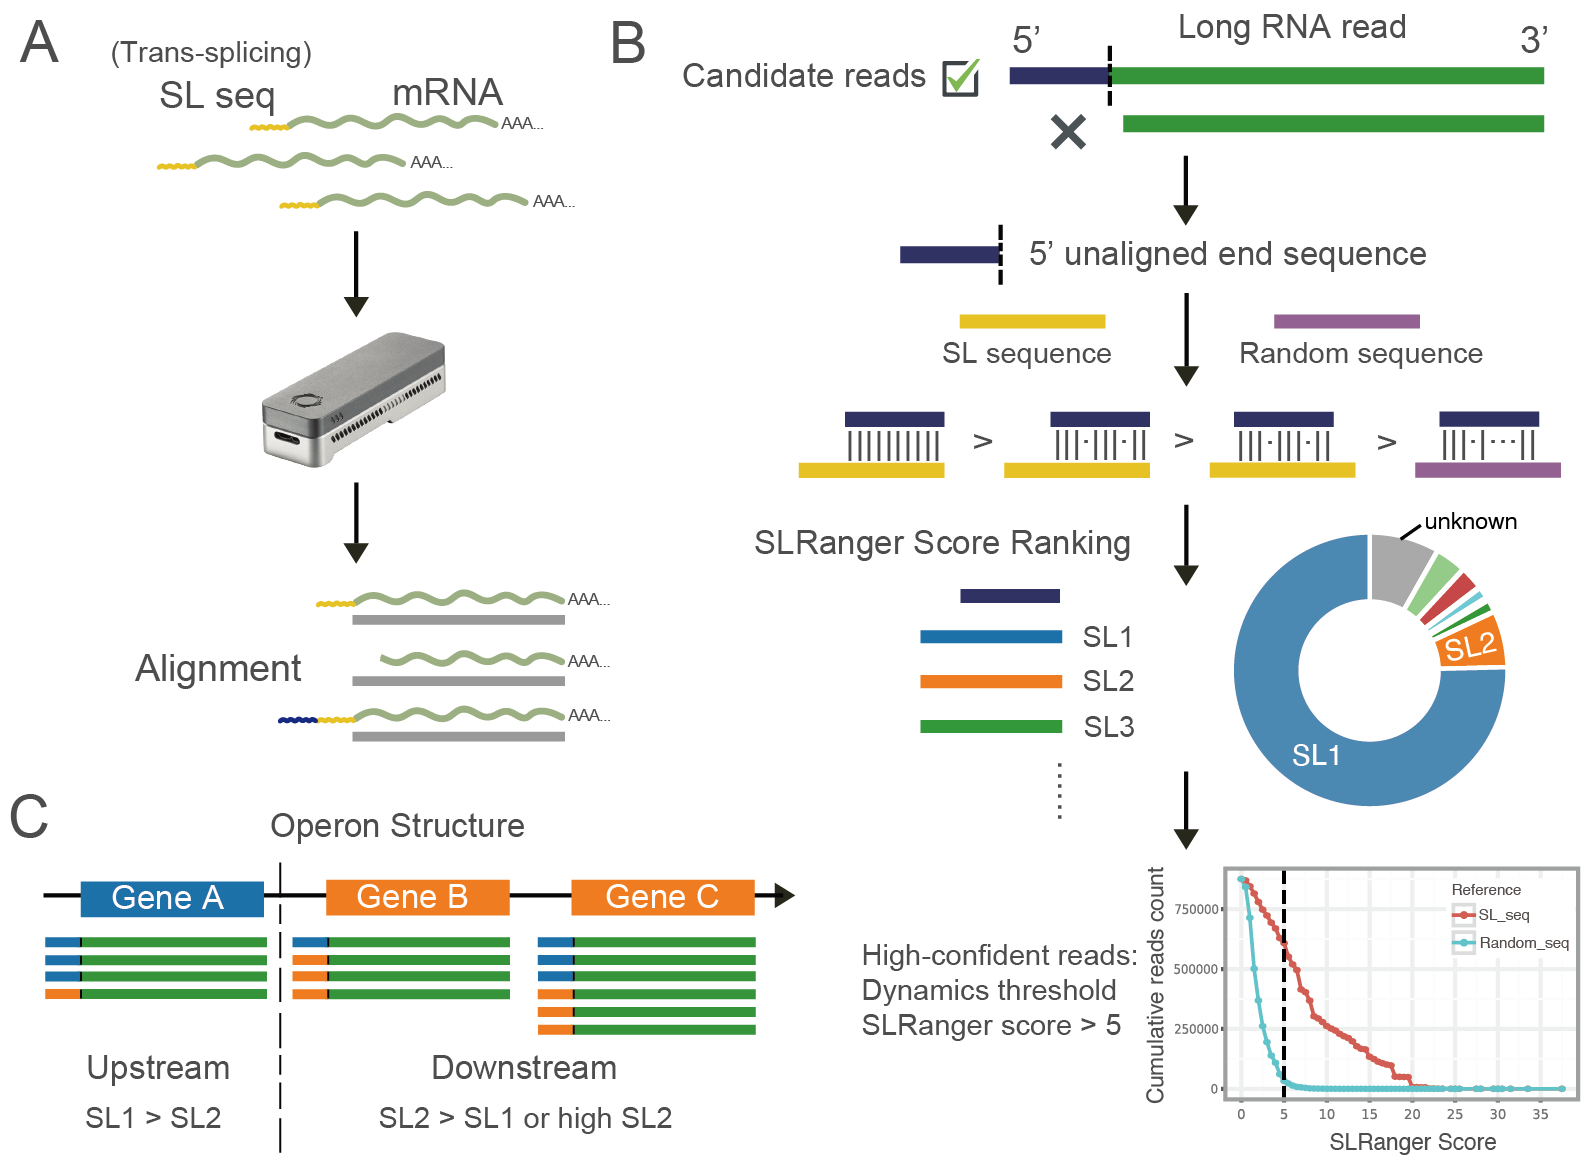 A
(Trans-splicing)
SL seq
mRNA
AAA...
AAA...
AAA...
Alignment
AAA...
AAA...
AAA...
B
5’
Long RNA read
3’
Candidate reads
5’ unaligned end sequence
SL sequence
Random sequence
>
>
>
SLRanger Score Ranking
SL1
SL2
SL3
unknown
SL2
SL1
High-confident reads:
Dynamics threshold
SLRanger score > 5
Cumulative reads count
750000
500000
250000
0
0 5 10 15 20 25 30 35
SLRanger Score
Reference
SL_seq
Random_seq
C
Operon Structure
Gene A
Gene B
Gene C
Upstream
Downstream
SL1 > SL2
SL2 > SL1 or high SL2